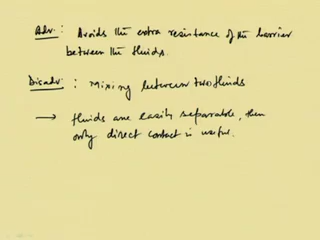 Adv: Avoids the extra resistance of the barrier
between the fluids.
Disadv: Mixing between two fluids
→ fluids are easily separable, then
only direct contact is useful.